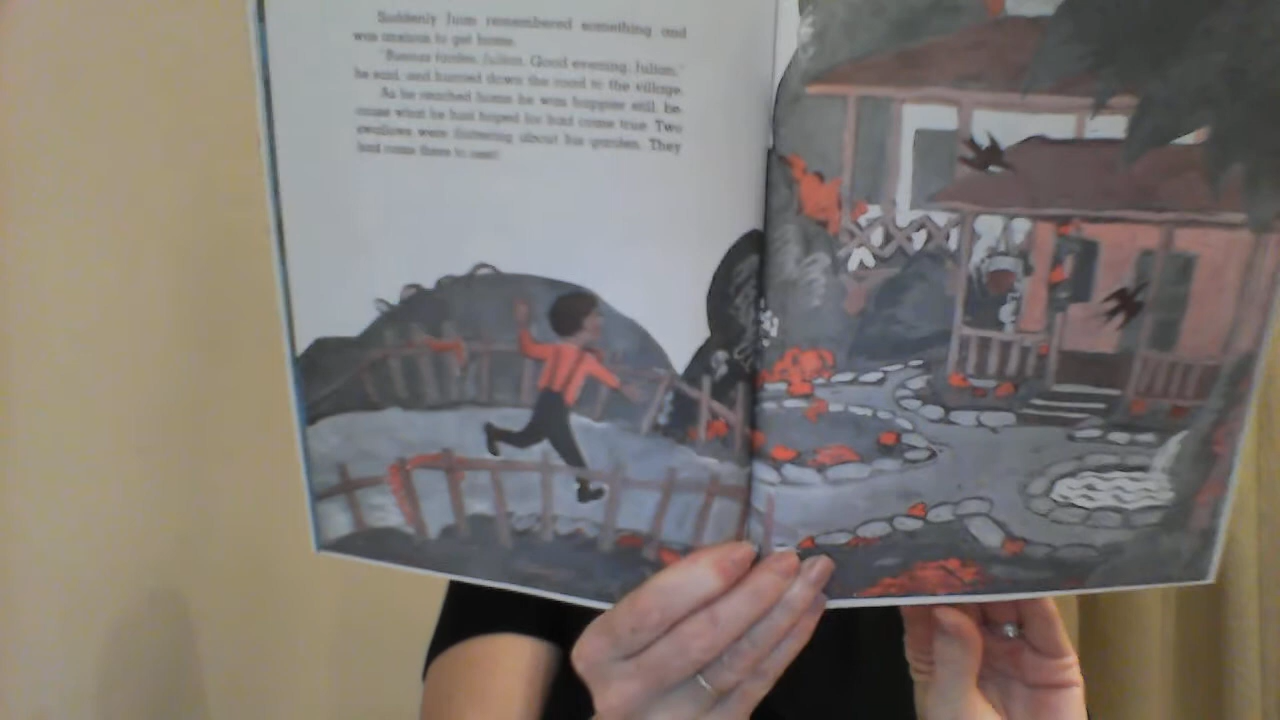 Suddenly Juan remembered something and
was anxious to get home.
"Buenas tardes, Julian. Good evening, Julian,"
he said, and hurried down the road to the village.
As he reached home he was happier still, be-
cause what he had hoped for had come true. Two
swallows were fluttering about his garden. They
had come there to nest!